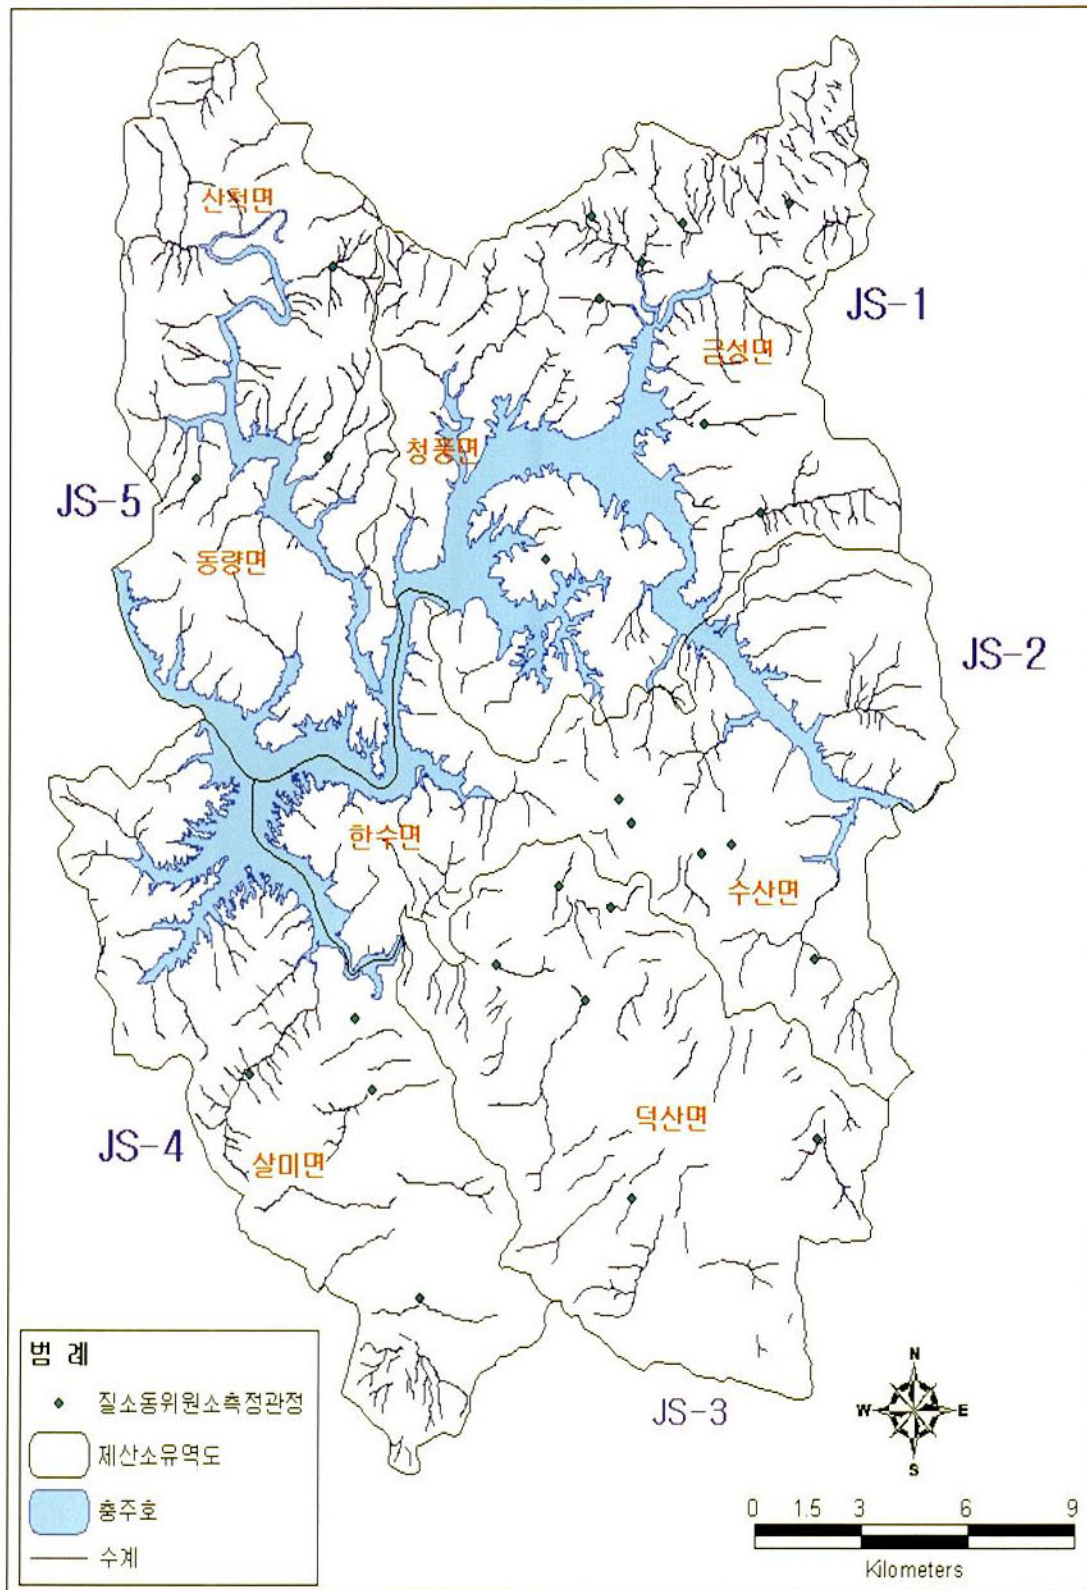 산척면
JS-1
금성면
청풍면
JS-5
동량면
JS-2
한수면
수산면
덕산면
JS-4
살미면
JS-3
범 례
질소동위원소측정관정
제산소유역도
충주호
수계
N
W E
S
0 1.5 3 6 9
Kilometers